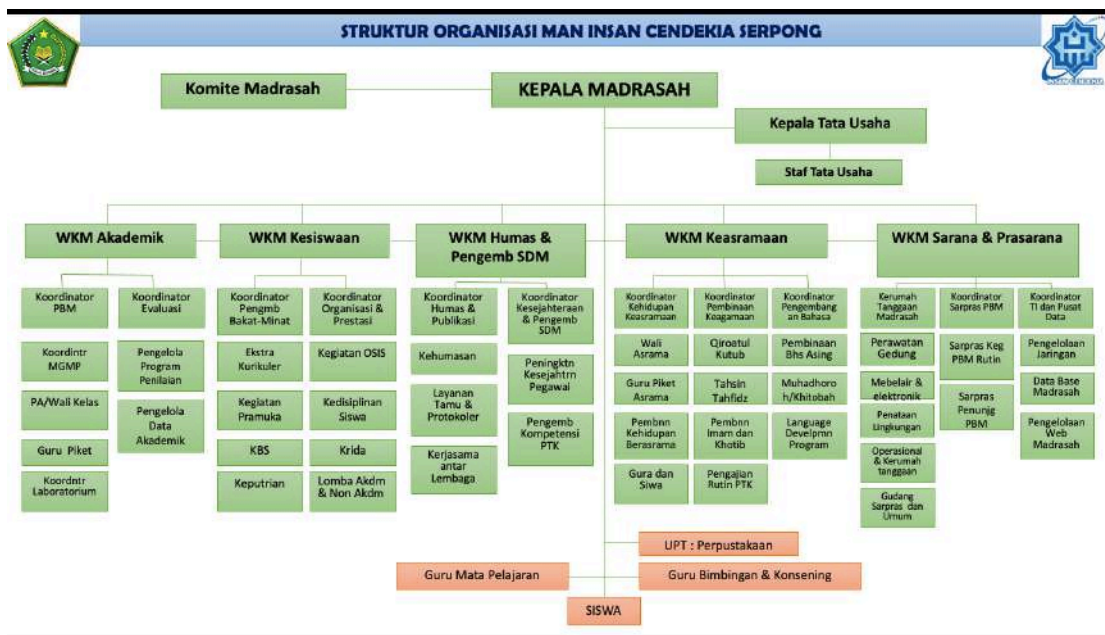 STRUKTUR ORGANISASI MAN INSAN CENDEKIA SERPONG
INSAN CENDEKIA
Komite Madrasah
KEPALA MADRASAH
Kepala Tata Usaha
Staf Tata Usaha
WKM Akademik
WKM Kesiswaan
WKM Humas &
Pengemb SDM
WKM Keasramaan
WKM Sarana & Prasarana
Koordinator
PBM
Koordintr
MGMP
PA/Wali Kelas
Guru Piket
Koordntr
Laboratorium
Koordinator
Evaluasi
Pengelola
Program
Penilaian
Pengelola
Data
Akademik
Koordinator
Pengmb
Bakat-Minat
Ekstra
Kurikuler
Kegiatan
Pramuka
KBS
Keputrian
Koordinator
Organisasi &
Prestasi
Kegiatan OSIS
Kedisiplinan
Siswa
Krida
Lomba Akdm
& Non Akdm
Koordinator
Humas &
Publikasi
Kehumasan
Layanan
Tamu &
Protokoler
Kerjasama
antar
Lembaga
Koordinator
Kesejahteraan
& Pengemb
SDM
Peningktn
Kesejahtrn
Pegawai
Pengemb
Kompetensi
PTK
Koordinator
Kehidupan
Keasramaan
Wali
Asrama
Guru Piket
Asrama
Pembnn
Kehidupan
Berasrama
Gura dan
Siwa
Koordinator
Pembinaan
Keagamaan
Qiroatul
Kutub
Tahsin
Tahfidz
Pembnn
Imam dan
Khotib
Pengajian
Rutin PTK
Koordinator
Pengembang
an Bahasa
Pembinaan
Bhs Asing
Muhadhoro
h/Khitobah
Language
Develpmn
Program
Kerumah
Tanggaan
Madrasah
Perawatan
Gedung
Mebelair &
elektronik
Penataan
Lingkungan
Operasional
& Kerumah
tanggaan
Gudang
Sarpras dan
Umum
Koordinator
Sarpras PBM
Sarpras Keg
PBM Rutin
Sarpras
Penunjg
PBM
Koordinator
TI dan Pusat
Data
Pengelolaan
Jaringan
Data Base
Madrasah
Pengelolaan
Web
Madrasah
UPT : Perpustakaan
Guru Mata Pelajaran
Guru Bimbingan & Konsening
SISWA